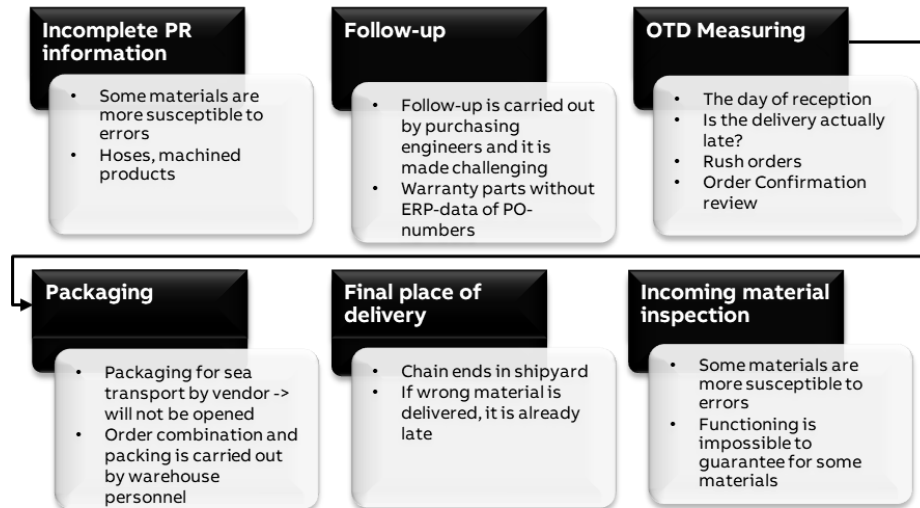 Incomplete PR
information
• Some materials are
more susceptible to
errors
• Hoses, machined
products
Follow-up
• Follow-up is carried out
by purchasing
engineers and it is
made challenging
• Warranty parts without
ERP-data of PO-
numbers
OTD Measuring
• The day of reception
• Is the delivery actually
late?
• Rush orders
• Order Confirmation
review
Packaging
• Packaging for sea
transport by vendor ->
will not be opened
• Order combination and
packing is carried out
by warehouse
personnel
Final place of
delivery
• Chain ends in shipyard
• If wrong material is
delivered, it is already
late
Incoming material
inspection
• Some materials are
more susceptible to
errors
• Functioning is
impossible to
guarantee for some
materials